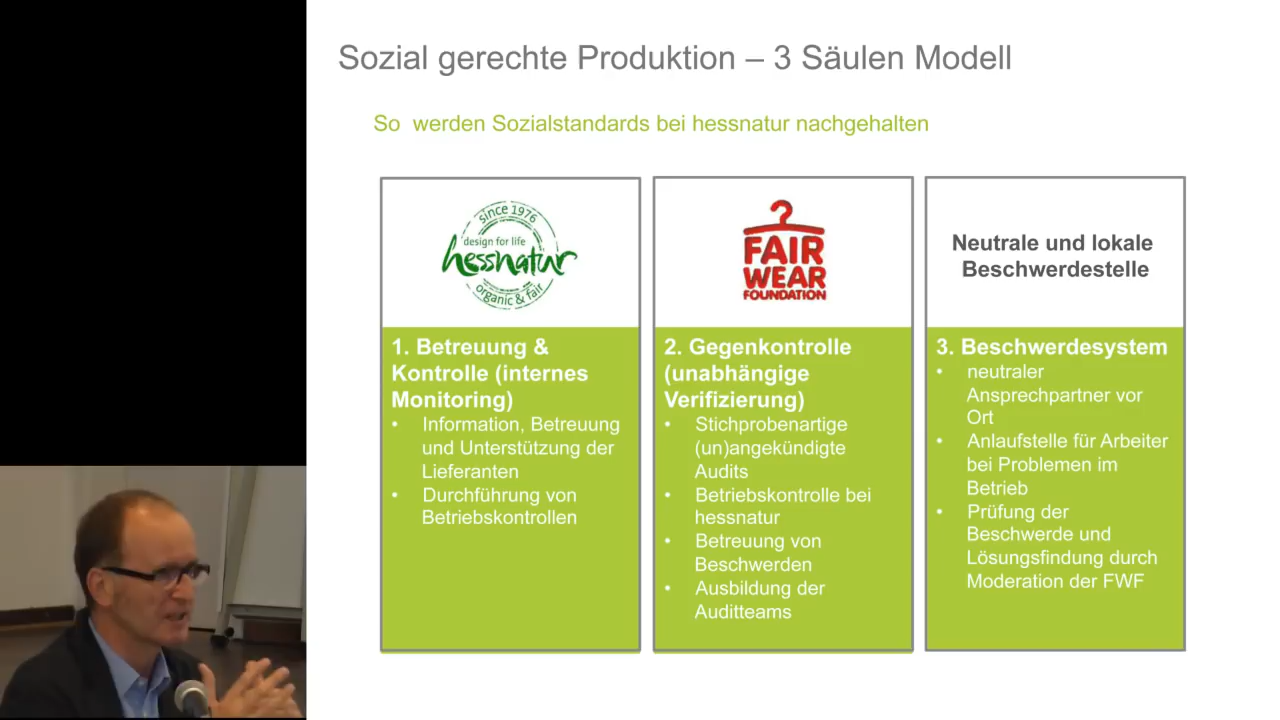 Sozial gerechte Produktion – 3 Säulen Modell
So werden Sozialstandards bei hessnatur nachgehalten
since 1976
design for life
hessnatur
organic & fair
1. Betreuung &
Kontrolle (internes
Monitoring)
• Information, Betreuung
und Unterstützung der
Lieferanten
• Durchführung von
Betriebskontrollen
FAIR
WEAR
FOUNDATION
2. Gegenkontrolle
(unabhängige
Verifizierung)
• Stichprobenartige
(un)angekündigte
Audits
• Betriebskontrolle bei
hessnatur
• Betreuung von
Beschwerden
• Ausbildung der
Auditteams
Neutrale und lokale
Beschwerdestelle
3. Beschwerdesystem
• neutraler
Ansprechpartner vor
Ort
• Anlaufstelle für Arbeiter
bei Problemen im
Betrieb
• Prüfung der
Beschwerde und
Lösungsfindung durch
Moderation der FWF